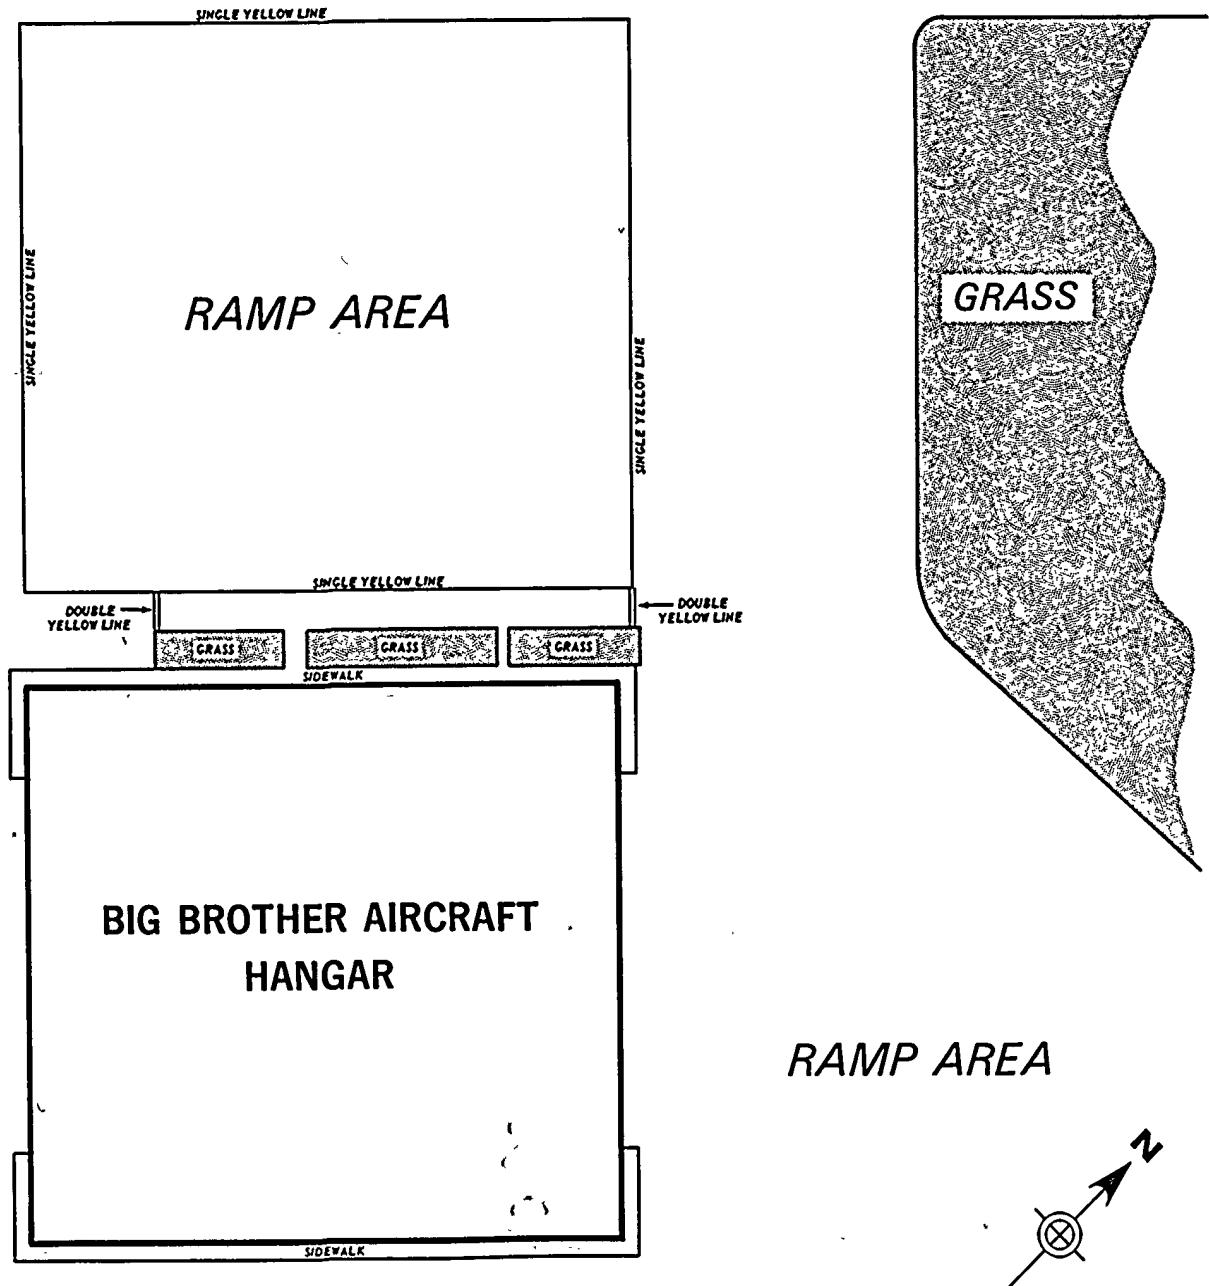 SINGLE YELLOW LINE
SINGLE YELLOW LINE
RAMP AREA
SINGLE YELLOW LINE
GRASS
SINGLE YELLOW LINE
DOUBLE
YELLOW LINE
DOUBLE
YELLOW LINE
GRASS
GRASS
GRASS
SIDEWALK
BIG BROTHER AIRCRAFT
HANGAR
RAMP AREA
N
SIDEWALK